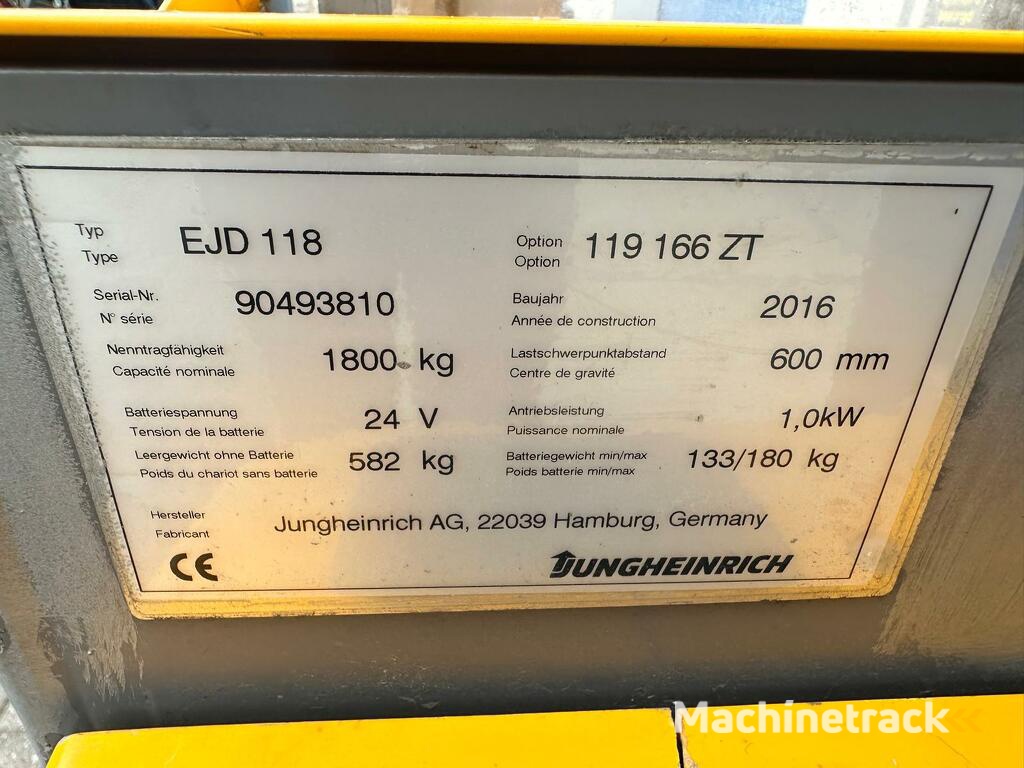 Typ
Type
EJD 118
Option
Option
119 166 ZT
Serial-Nr.
N° série
90493810
Baujahr
Année de construction
2016
Nenntragfähigkeit
Capacité nominale
1800 kg
Lastschwerpunktabstand
Centre de gravité
600 mm
Batteriespannung
Tension de la batterie
24 V
Antriebsleistung
Puissance nominale
1,0kW
Leergewicht ohne Batterie
Poids du chariot sans batterie
582 kg
Batteriegewicht min/max
Poids batterie min/max
133/180 kg
Hersteller
Fabricant
Jungheinrich AG, 22039 Hamburg, Germany
CE
JUNGHEINRICH
Machinetrack